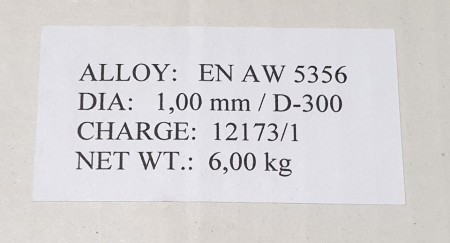 ALLOY: EN AW 5356
DIA: 1,00 mm / D-300
CHARGE: 12173/1
NET WT.: 6,00 kg